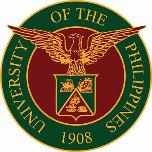 UNIVERSITY OF THE PHILIPPINES
1908